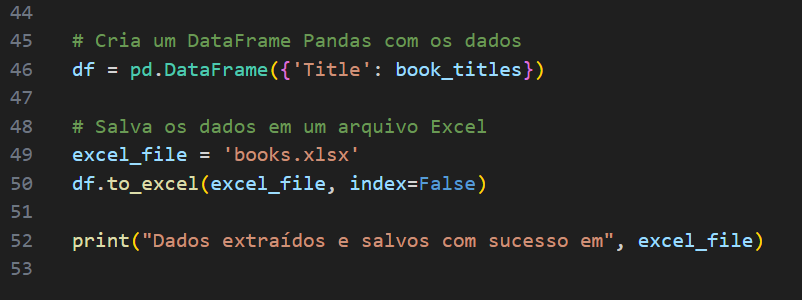 44
45 # Cria um DataFrame Pandas com os dados
46 df = pd.DataFrame({'Title': book_titles})
47
48 # Salva os dados em um arquivo Excel
49 excel_file = 'books.xlsx'
50 df.to_excel(excel_file, index=False)
51
52 print("Dados extraídos e salvos com sucesso em", excel_file)
53